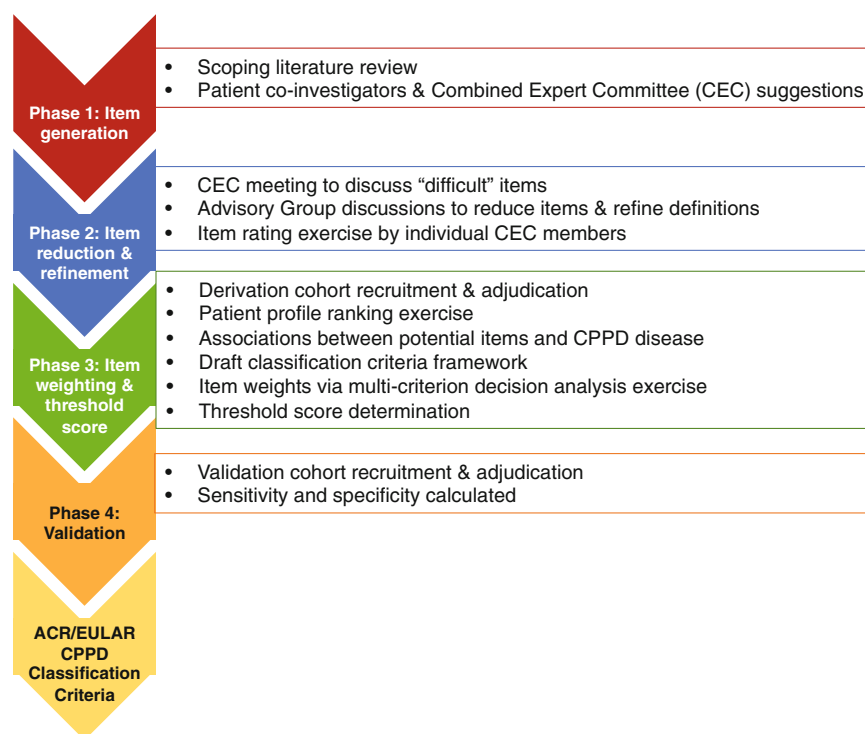 Phase 1: Item
generation
• Scoping literature review
• Patient co-investigators & Combined Expert Committee (CEC) suggestions
Phase 2: Item
reduction &
refinement
• CEC meeting to discuss “difficult” items
• Advisory Group discussions to reduce items & refine definitions
• Item rating exercise by individual CEC members
Phase 3: Item
weighting &
threshold
score
• Derivation cohort recruitment & adjudication
• Patient profile ranking exercise
• Associations between potential items and CPPD disease
• Draft classification criteria framework
• Item weights via multi-criterion decision analysis exercise
• Threshold score determination
Phase 4:
Validation
• Validation cohort recruitment & adjudication
• Sensitivity and specificity calculated
ACR/EULAR
CPPD
Classification
Criteria